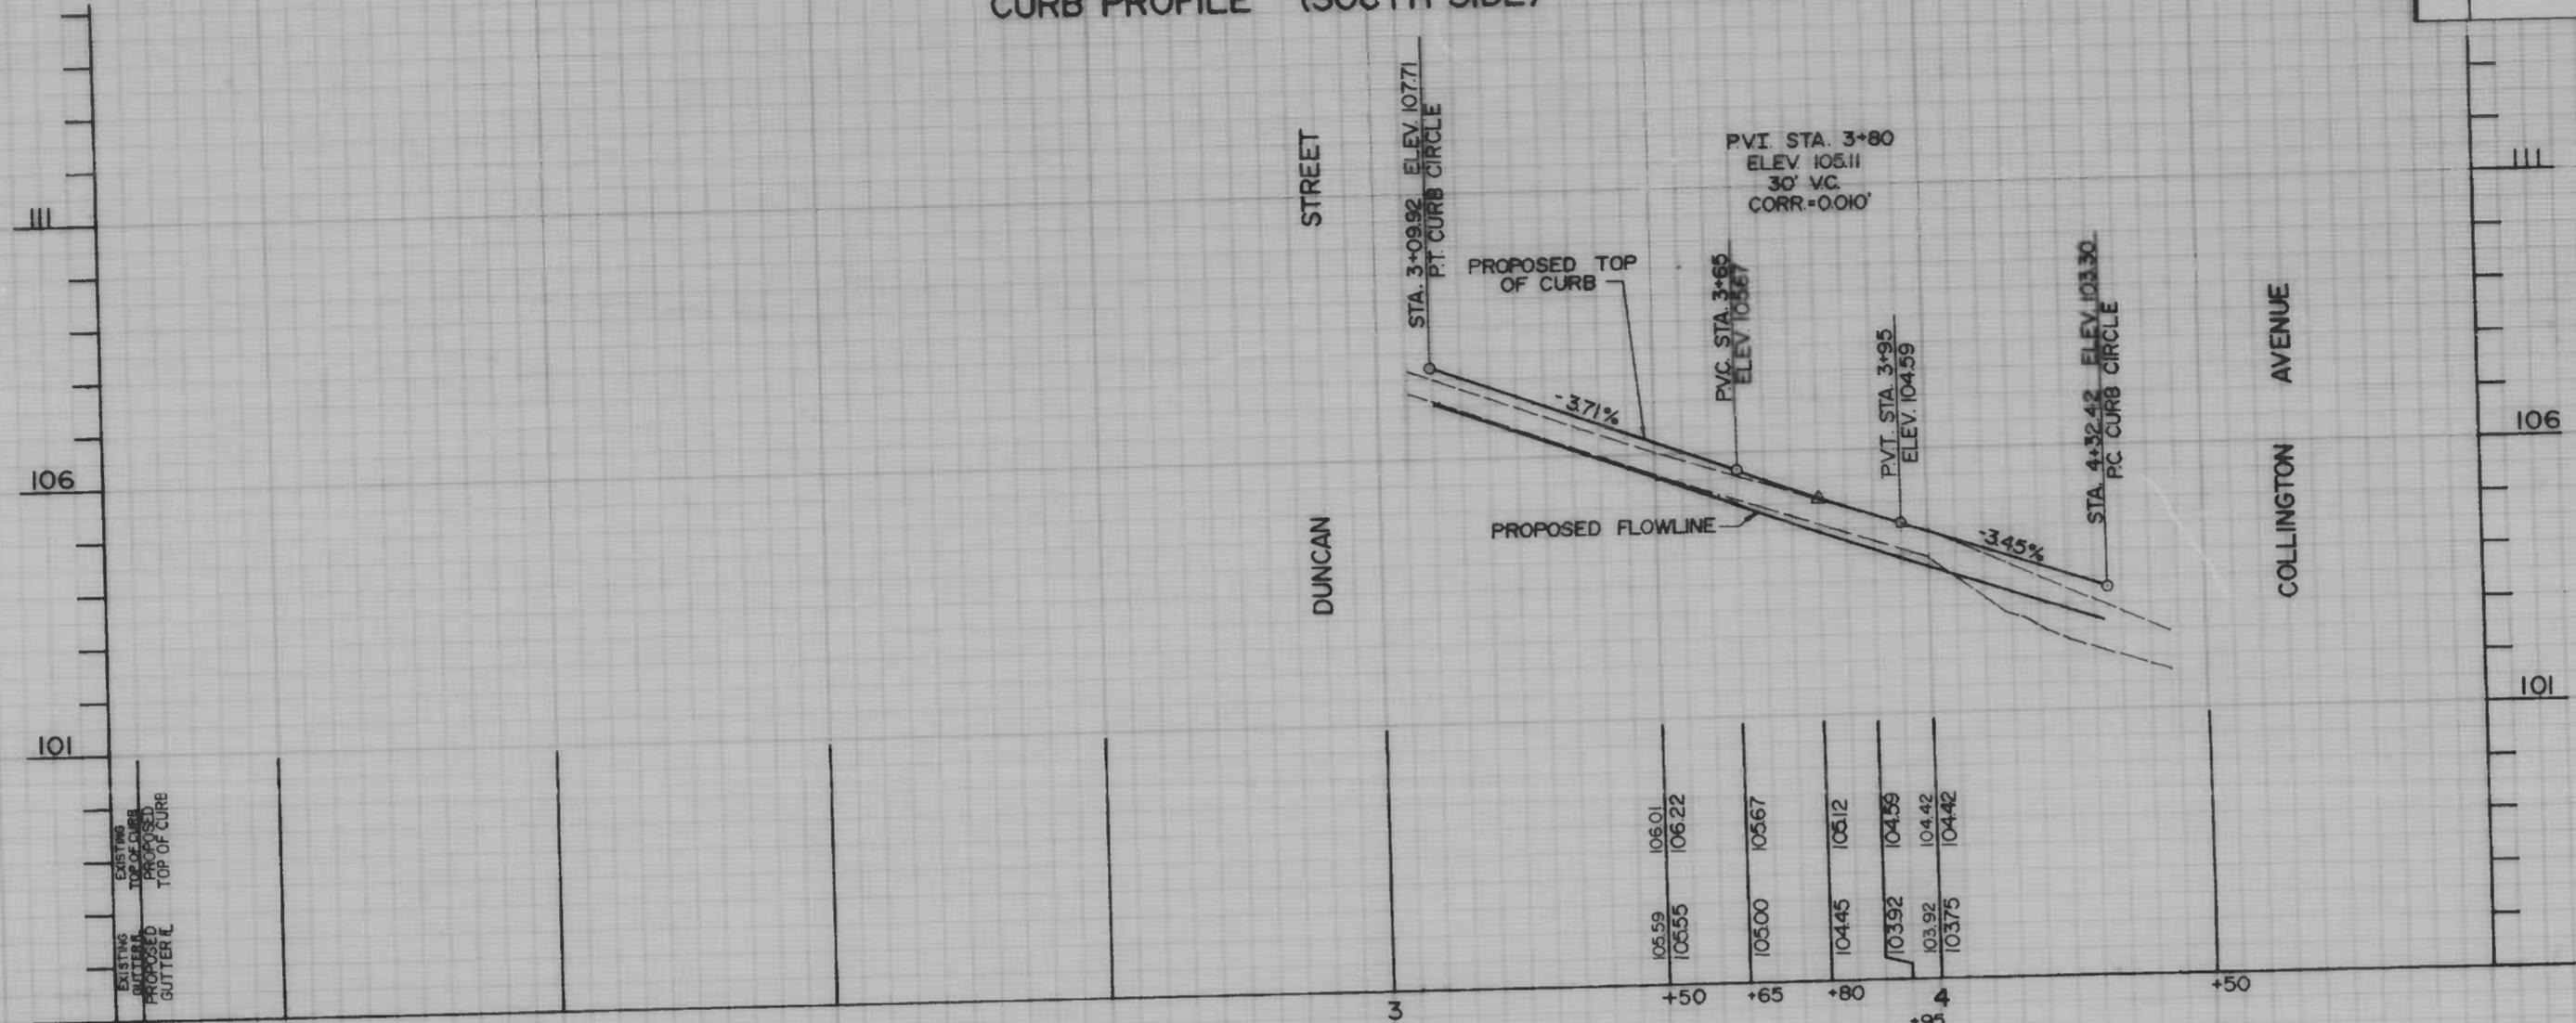 CURB PROFILE (SOUTH SIDE)
111
106
101
STREET
DUNCAN
STA. 3+09.92 ELEV. 107.71
P.T. CURB CIRCLE
PROPOSED TOP
OF CURB
-3.71%
P.V.C. STA. 3+65
ELEV. 105.67
P.V.I. STA. 3+80
ELEV. 105.11
30' V.C.
CORR.=0.010'
P.V.T. STA. 3+95
ELEV. 104.59
PROPOSED FLOWLINE
-3.45%
STA. 4+32.42 ELEV. 103.30
P.C. CURB CIRCLE
COLLINGTON AVENUE
111
106
101
EXISTING
TOP OF CURB
PROPOSED
TOP OF CURB
EXISTING
GUTTER FL
PROPOSED
GUTTER FL
106.01
106.22
105.67
105.12
104.59
104.42
104.42
105.59
105.55
105.00
104.45
103.92
103.92
103.75
3
+50
+65
+80
+95
4
+50